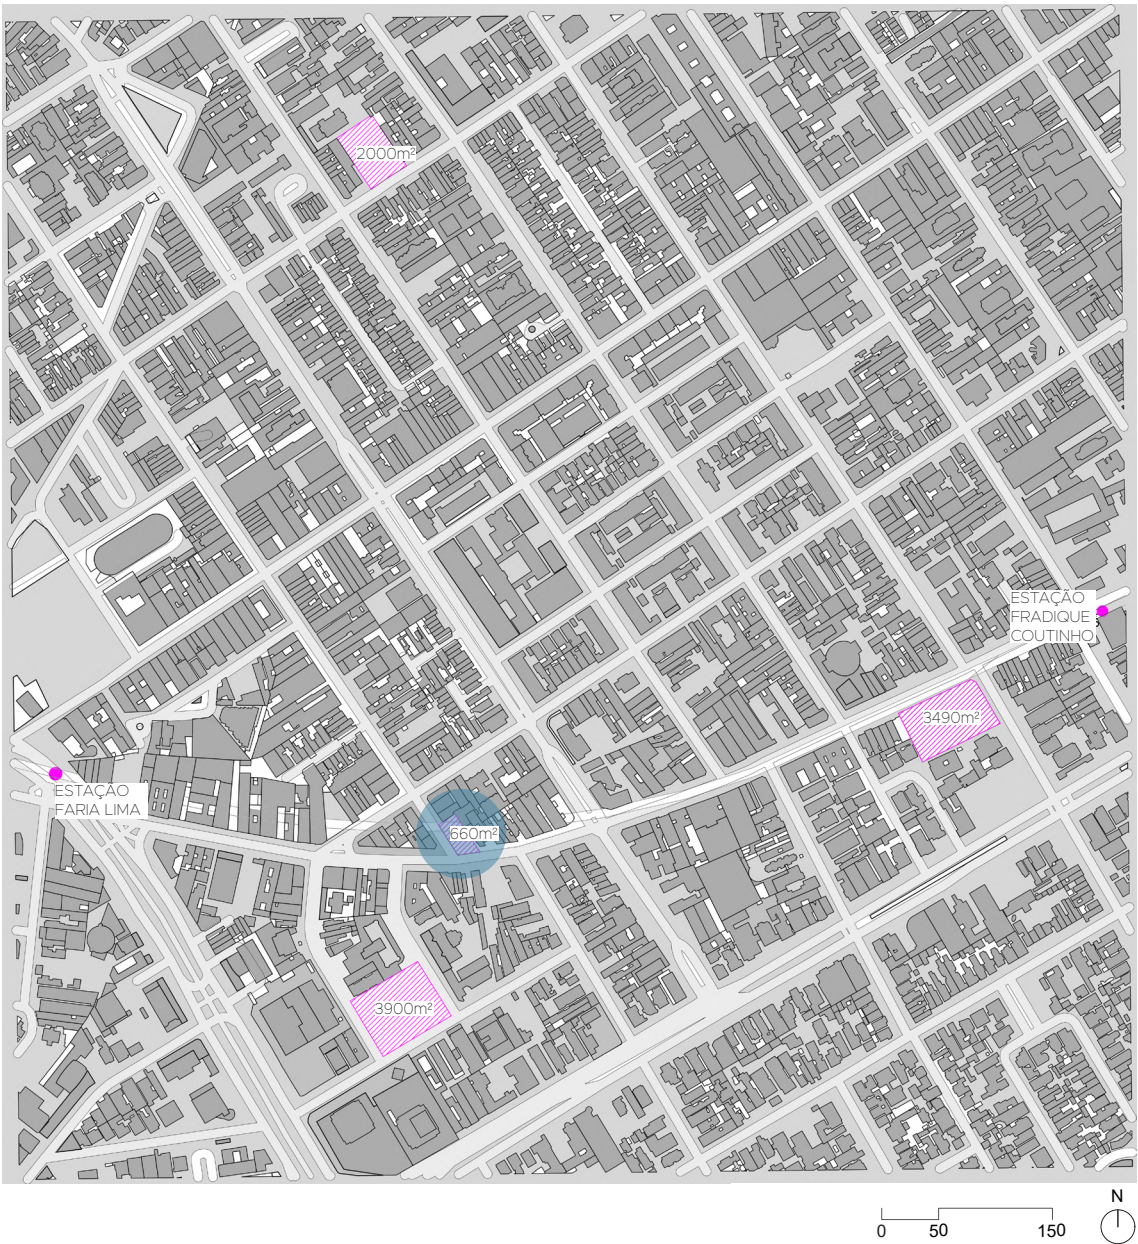 2000m²
ESTAÇÃO
FRADIQUE
COUTINHO
3490m²
ESTAÇÃO
FARIA LIMA
660m²
3900m²
N
0 50 150